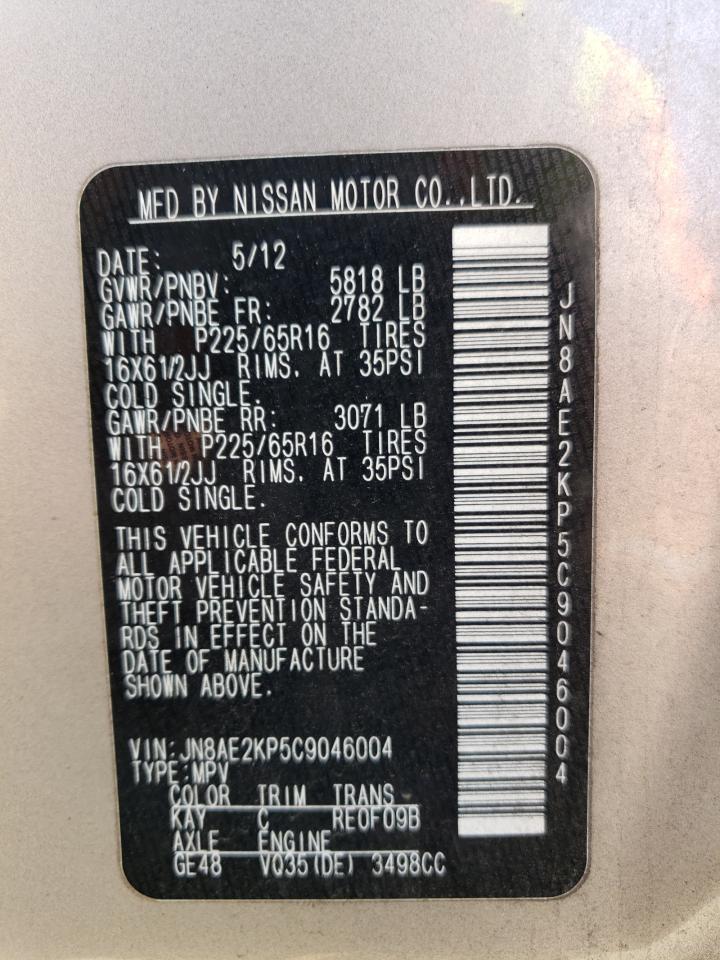 MFD BY NISSAN MOTOR CO.,LTD.
DATE: 5/12
GVWR/PNBV: 5818 LB
GAWR/PNBE FR: 2782 LB
WITH P225/65R16 TIRES
16X61/2JJ RIMS. AT 35PSI
COLD SINGLE.
GAWR/PNBE RR: 3071 LB
WITH P225/65R16 TIRES
16X61/2JJ RIMS. AT 35PSI
COLD SINGLE.
THIS VEHICLE CONFORMS TO
ALL APPLICABLE FEDERAL
MOTOR VEHICLE SAFETY AND
THEFT PREVENTION STANDA-
RDS IN EFFECT ON THE
DATE OF MANUFACTURE
SHOWN ABOVE.
VIN:JN8AE2KP5C9046004
TYPE:MPV
COLOR TRIM TRANS
KAY C RE0F09B
AXLE ENGINE
GE48 VQ35(DE) 3498CC
JN8AE2KP5C9046004